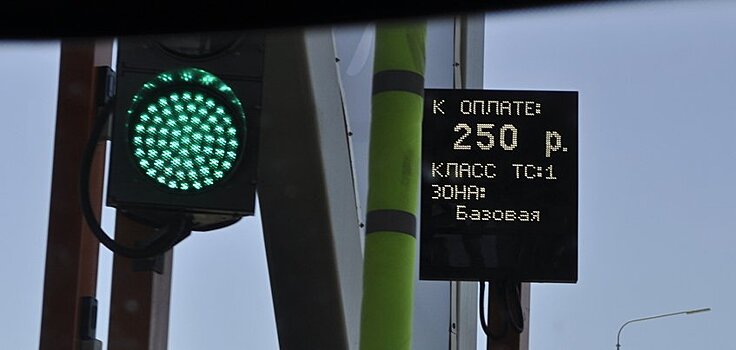 К ОПЛАТЕ:
250 р.
КЛАСС ТС:1
ЗОНА:
Базовая